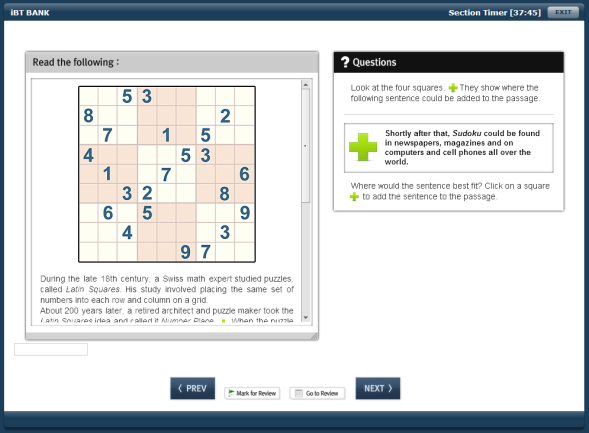 iBT BANK
Section Timer [37:45]
EXIT
Read the following :
5 3
8 2
7 1 5
4 5 3
1 7 6
3 2 8
6 5 9
4 3
9 7
During the late 18th century, a Swiss math expert studied puzzles,
called Latin Squares. His study involved placing the same set of
numbers into each row and column on a grid.
About 200 years later, a retired architect and puzzle maker took the
Latin Squares idea and called it Number Place. When the puzzle
? Questions
Look at the four squares. They show where the
following sentence could be added to the passage.
Shortly after that, Sudoku could be found
in newspapers, magazines and on
computers and cell phones all over the
world.
Where would the sentence best fit? Click on a square
to add the sentence to the passage.
PREV
Mark for Review
Go to Review
NEXT